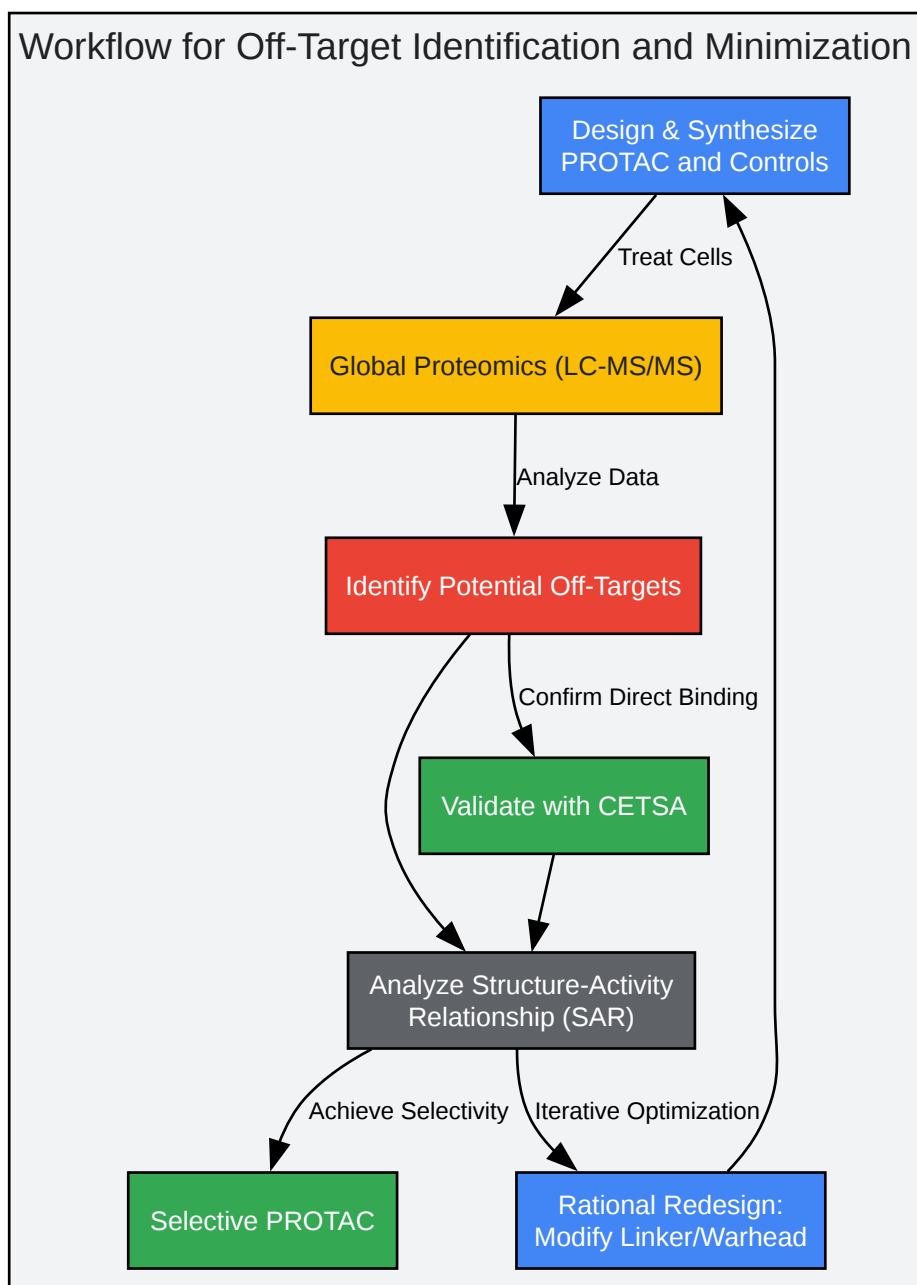 Workflow for Off-Target Identification and Minimization
Design & Synthesize
PROTAC and Controls
Treat Cells
Global Proteomics (LC-MS/MS)
Analyze Data
Identify Potential Off-Targets
Confirm Direct Binding
Validate with CETSA
Analyze Structure-Activity
Relationship (SAR)
Achieve Selectivity
Iterative Optimization
Selective PROTAC
Rational Redesign:
Modify Linker/Warhead